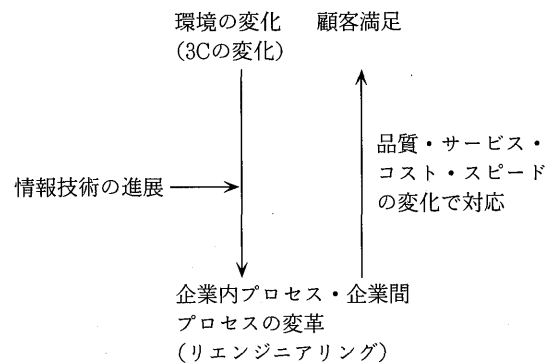 環境の変化
(3Cの変化)
顧客満足
品質・サービス・
コスト・スピード
の変化で対応
情報技術の進展
企業内プロセス・企業間
プロセスの変革
(リエンジニアリング)